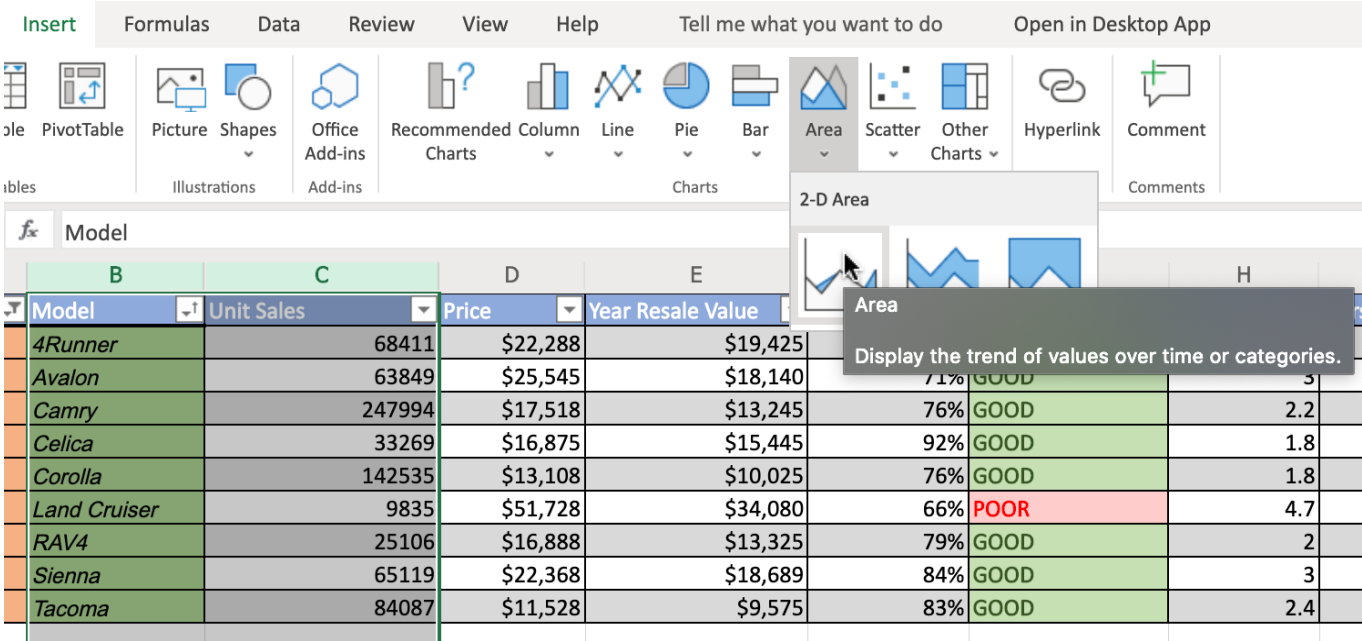 Insert Formulas Data Review View Help Tell me what you want to do Open in Desktop App
ble PivotTable Picture Shapes Office Add-ins Recommended Charts Column Line Pie Bar Area Scatter Other Charts Hyperlink Comment
ables Illustrations Add-ins Charts Comments
2-D Area
fx Model
B C D E H
Model Unit Sales Price Year Resale Value
Area
Display the trend of values over time or categories.
4Runner 68411 $22,288 $19,425
Avalon 63849 $25,545 $18,140 71% GOOD 3
Camry 247994 $17,518 $13,245 76% GOOD 2.2
Celica 33269 $16,875 $15,445 92% GOOD 1.8
Corolla 142535 $13,108 $10,025 76% GOOD 1.8
Land Cruiser 9835 $51,728 $34,080 66% POOR 4.7
RAV4 25106 $16,888 $13,325 79% GOOD 2
Sienna 65119 $22,368 $18,689 84% GOOD 3
Tacoma 84087 $11,528 $9,575 83% GOOD 2.4